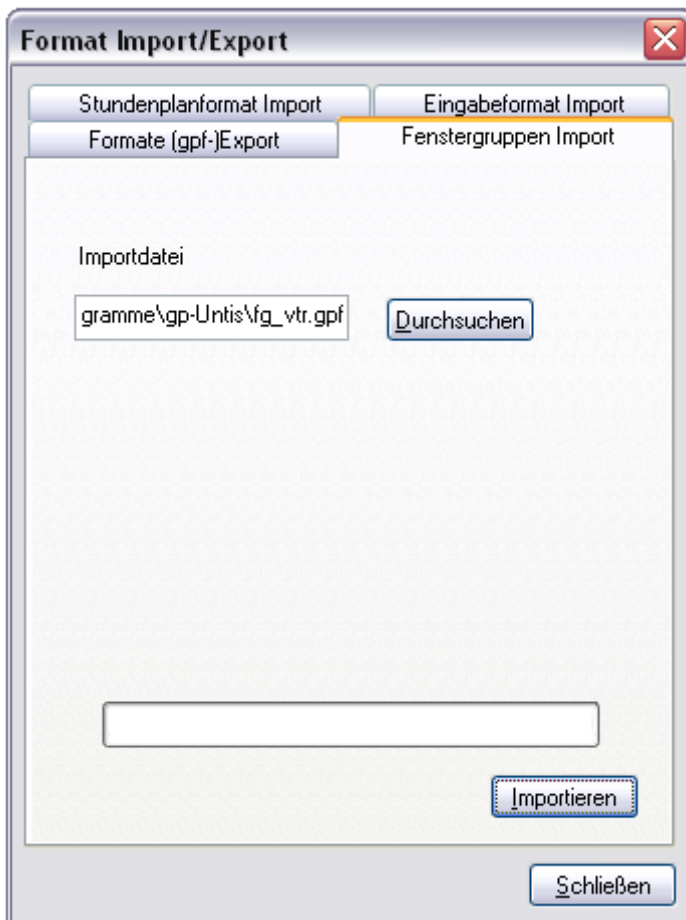 Format Import/Export
Stundenplanformat Import
Eingabeformat Import
Formate (gpf-)Export
Fenstergruppen Import
Importdatei
gramme\gp-Untis\fg_vtr.gpf
Durchsuchen
Importieren
Schließen